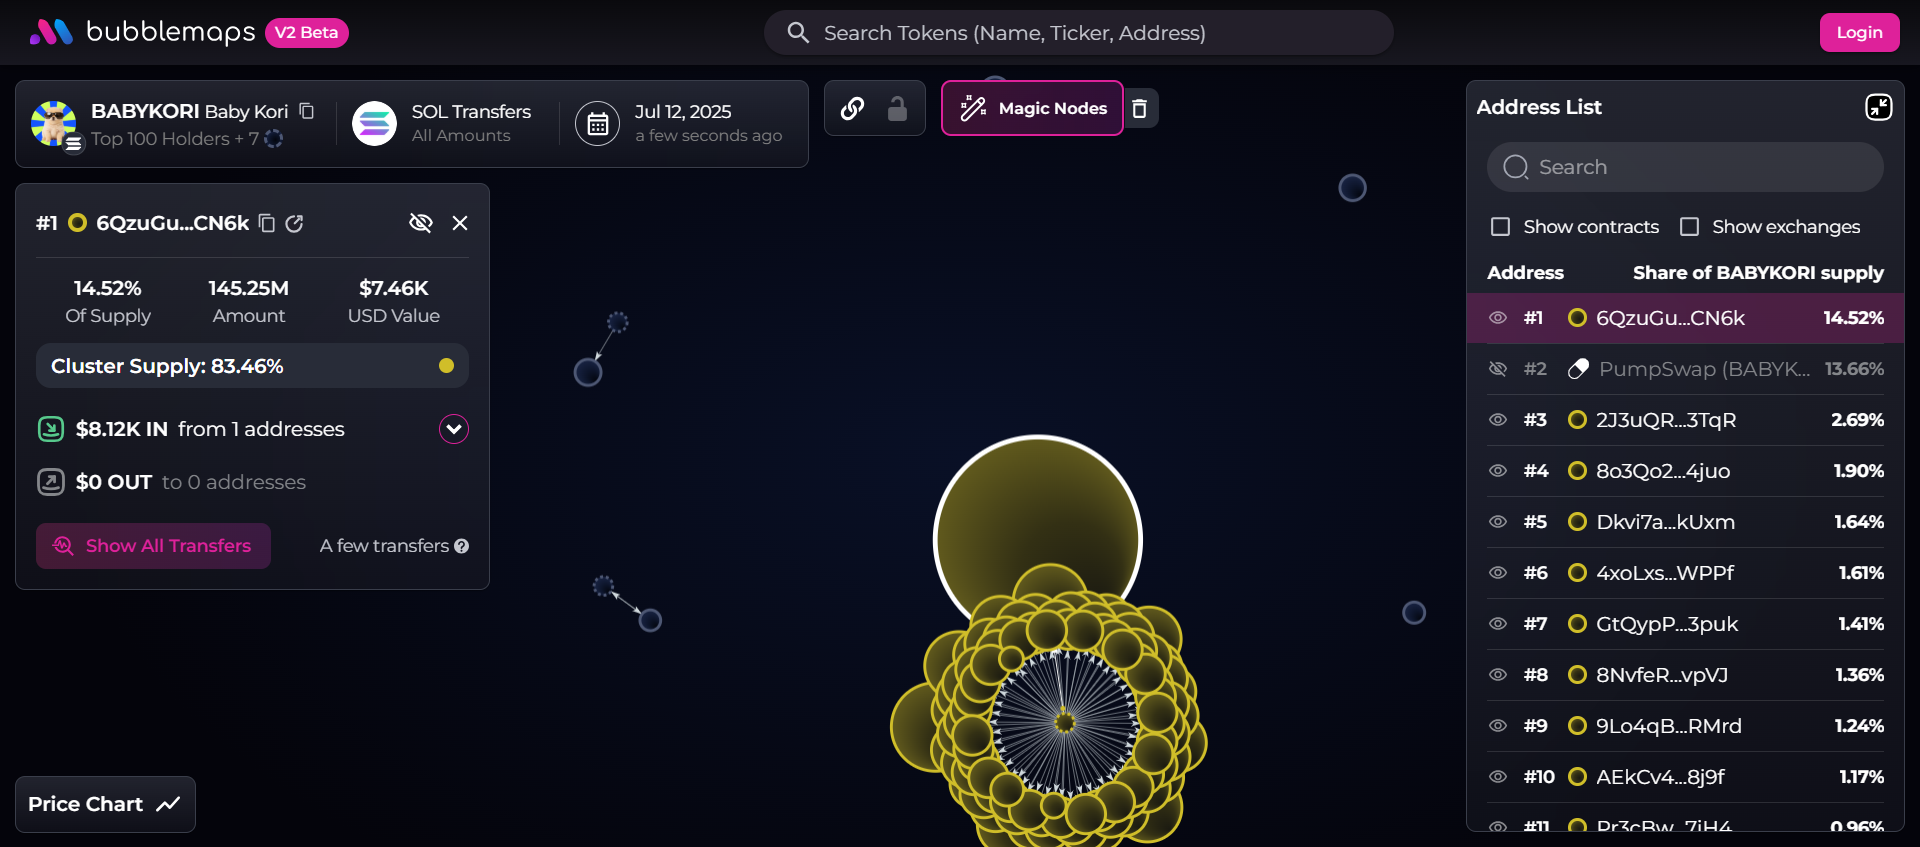 bubblemaps V2 Beta
Search Tokens (Name, Ticker, Address)
Login
BABYKORI Baby Kori
Top 100 Holders + 7
SOL Transfers
All Amounts
Jul 12, 2025
a few seconds ago
Magic Nodes
#1 6QzuGu...CN6k
14.52% 145.25M $7.46K
Of Supply Amount USD Value
Cluster Supply: 83.46%
$8.12K IN from 1 addresses
$0 OUT to 0 addresses
Show All Transfers A few transfers ?
Price Chart
Address List
Search
Show contracts Show exchanges
Address Share of BABYKORI supply
#1 6QzuGu...CN6k 14.52%
#2 PumpSwap (BABYK... 13.66%
#3 2J3uQR...3TqR 2.69%
#4 8o3Qo2...4juo 1.90%
#5 Dkvi7a...kUxm 1.64%
#6 4xoLxs...WPPf 1.61%
#7 GtQypP...3puk 1.41%
#8 8NvfeR...vpVJ 1.36%
#9 9Lo4qB...RMrd 1.24%
#10 AEkCv4...8j9f 1.17%
#11 Pr3cBw...7iH4 0.96%